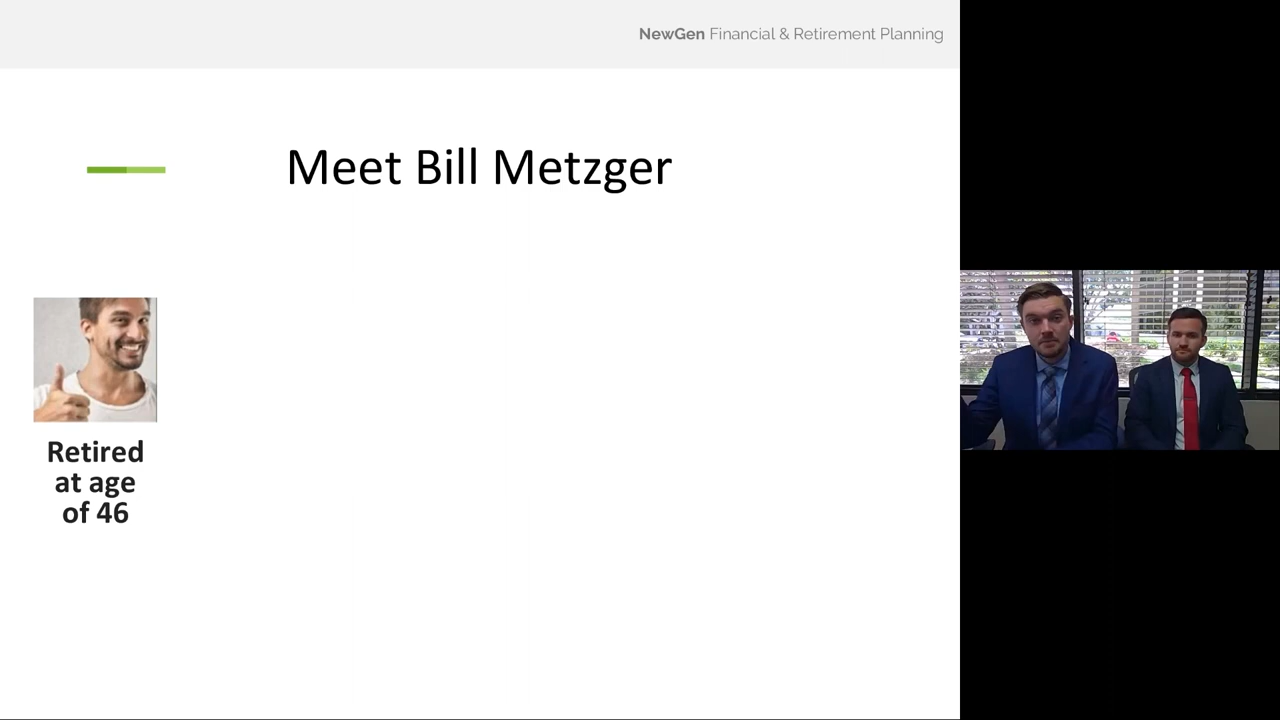 NewGen Financial & Retirement Planning
Meet Bill Metzger
Retired
at age
of 46